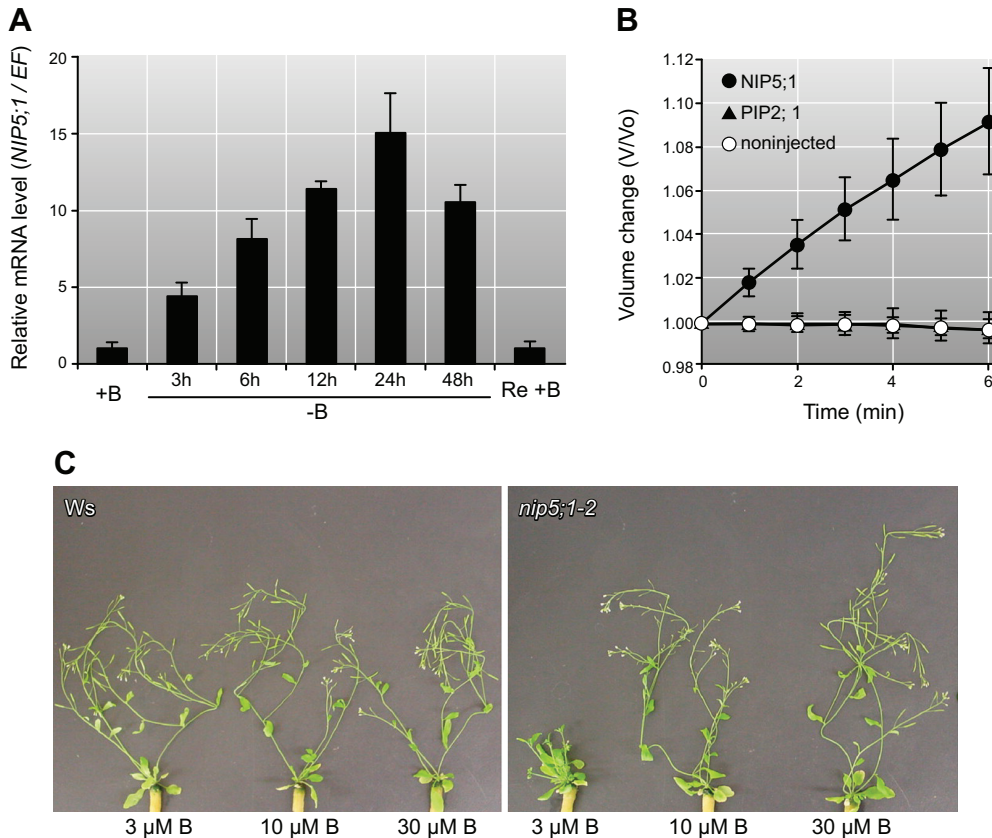 A
Relative mRNA level (NIP5;1 / EF)
20
15
10
5
0
+B
3h
6h
12h
24h
48h
Re +B
-B
B
Volume change (V/Vo)
1.12
1.10
1.08
1.06
1.04
1.02
1.00
0.98
NIP5;1
PIP2; 1
noninjected
0
2
4
6
Time (min)
C
Ws
nip5;1-2
3 µM B
10 µM B
30 µM B
3 µM B
10 µM B
30 µM B